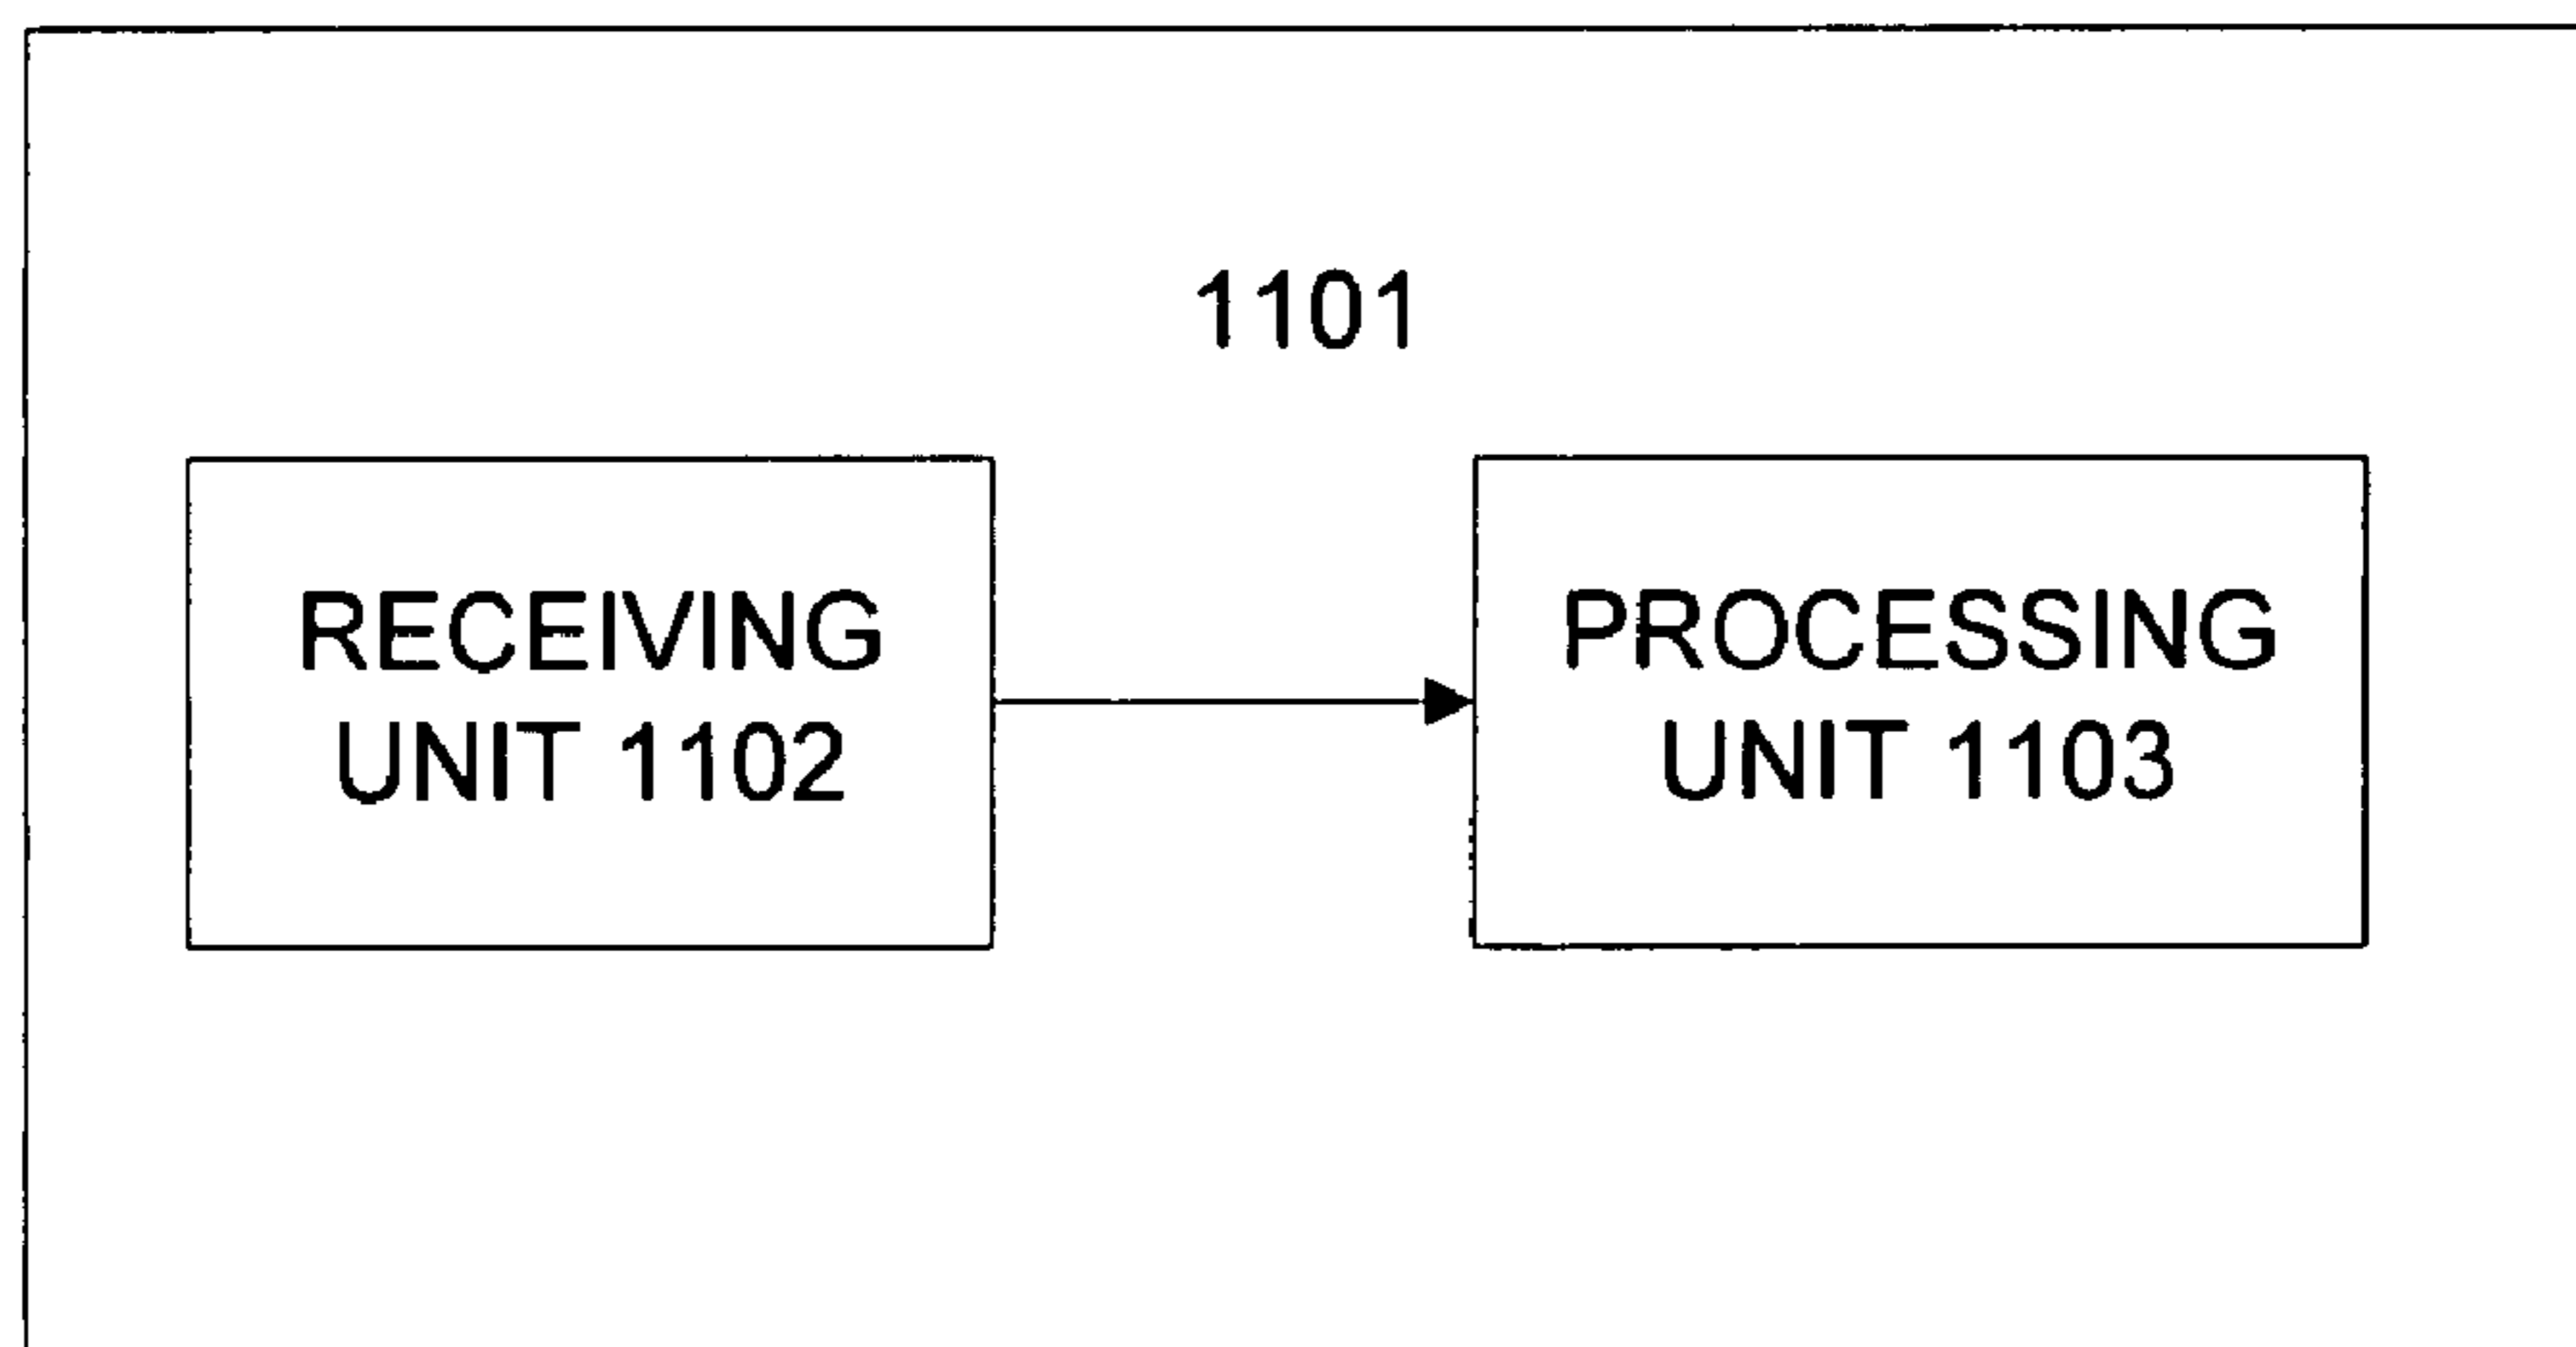 1101
RECEIVING
UNIT 1102
PROCESSING
UNIT 1103